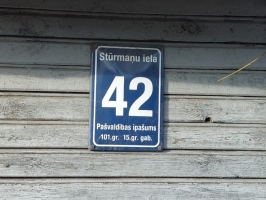 Stūrmaņu iela
42
Pašvaldības īpašums
101.gr. 15.gr. gab.